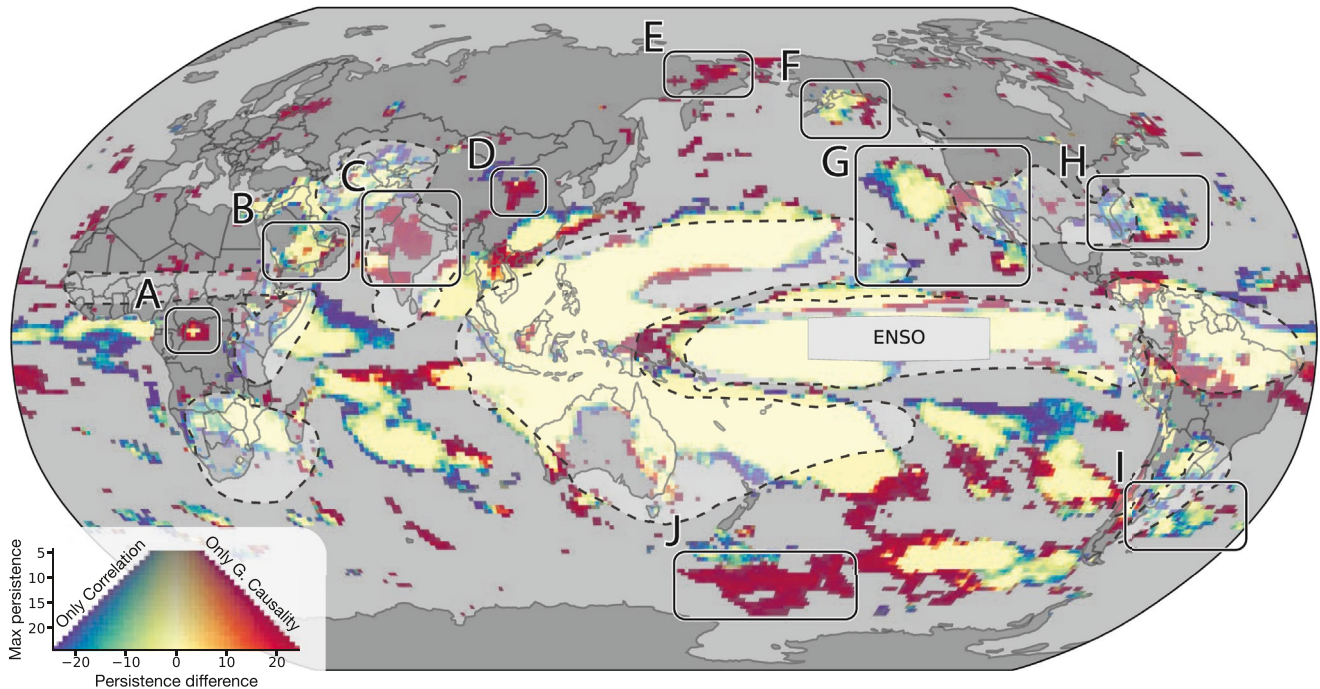 E
F
D
C
G
H
B
A
ENSO
I
J
Only Correlation
Only G. Causality
Max persistence
5
10
15
20
−20 −10 0 10 20
Persistence difference